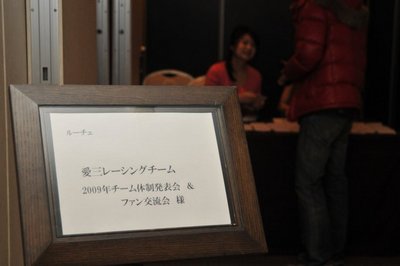 ルーチェ
愛三レーシングチーム
2009年チーム体制発表会 &
ファン交流会 様